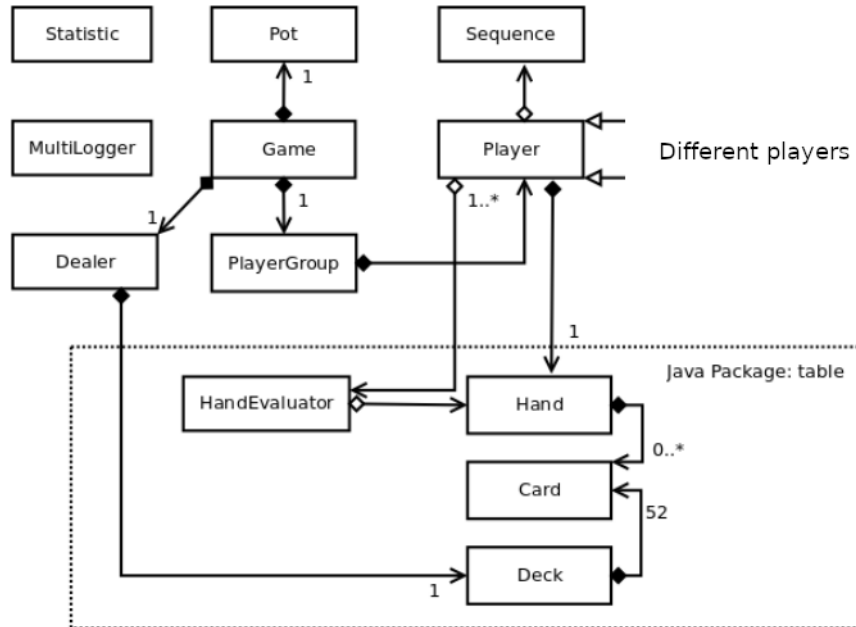 Statistic
Pot
Sequence
1
MultiLogger
Game
Player
Different players
1
1
1..*
Dealer
PlayerGroup
1
Java Package: table
HandEvaluator
Hand
0..*
Card
52
Deck
1